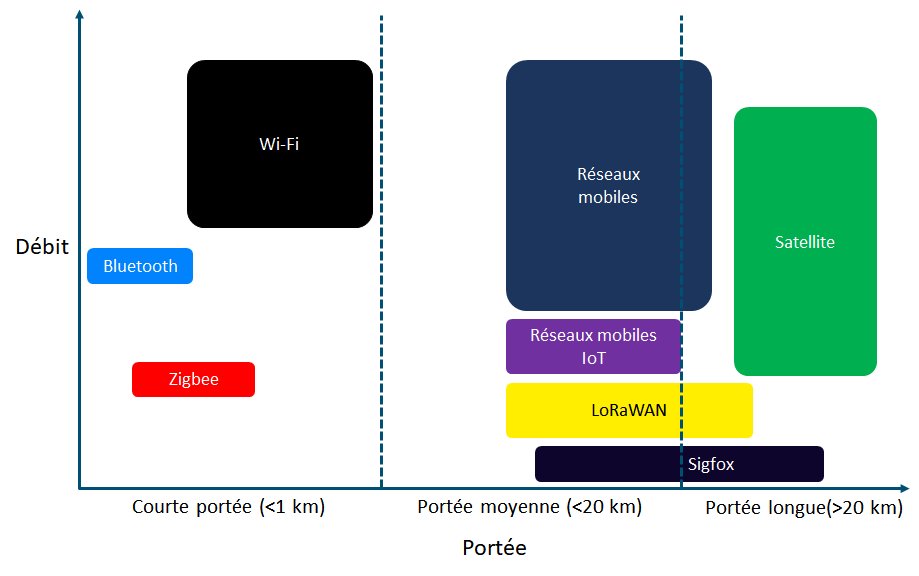 Wi-Fi
Réseaux
mobiles
Débit
Satellite
Bluetooth
Réseaux mobiles
IoT
Zigbee
LoRaWAN
Sigfox
Courte portée (<1 km)
Portée moyenne (<20 km)
Portée longue(>20 km)
Portée